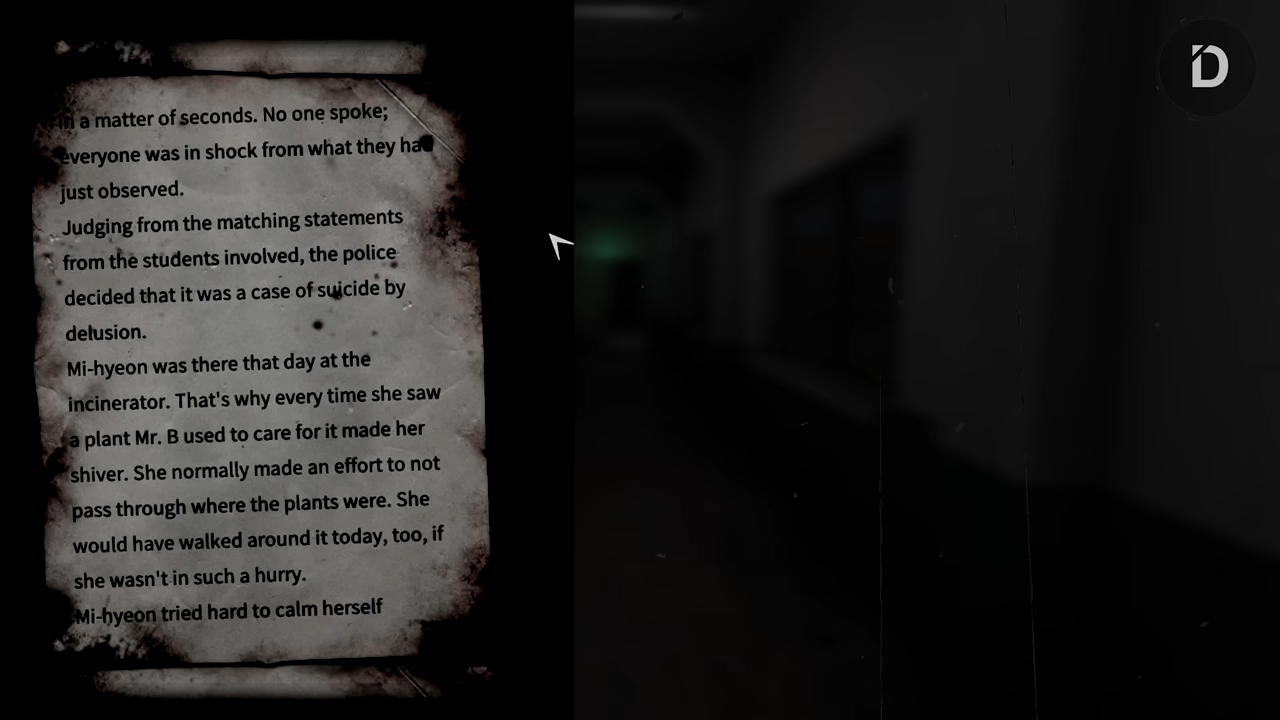 In a matter of seconds. No one spoke;
everyone was in shock from what they had
just observed.
Judging from the matching statements
from the students involved, the police
decided that it was a case of suicide by
delusion.
Mi-hyeon was there that day at the
incinerator. That's why every time she saw
a plant Mr. B used to care for it made her
shiver. She normally made an effort to not
pass through where the plants were. She
would have walked around it today, too, if
she wasn't in such a hurry.
Mi-hyeon tried hard to calm herself
D